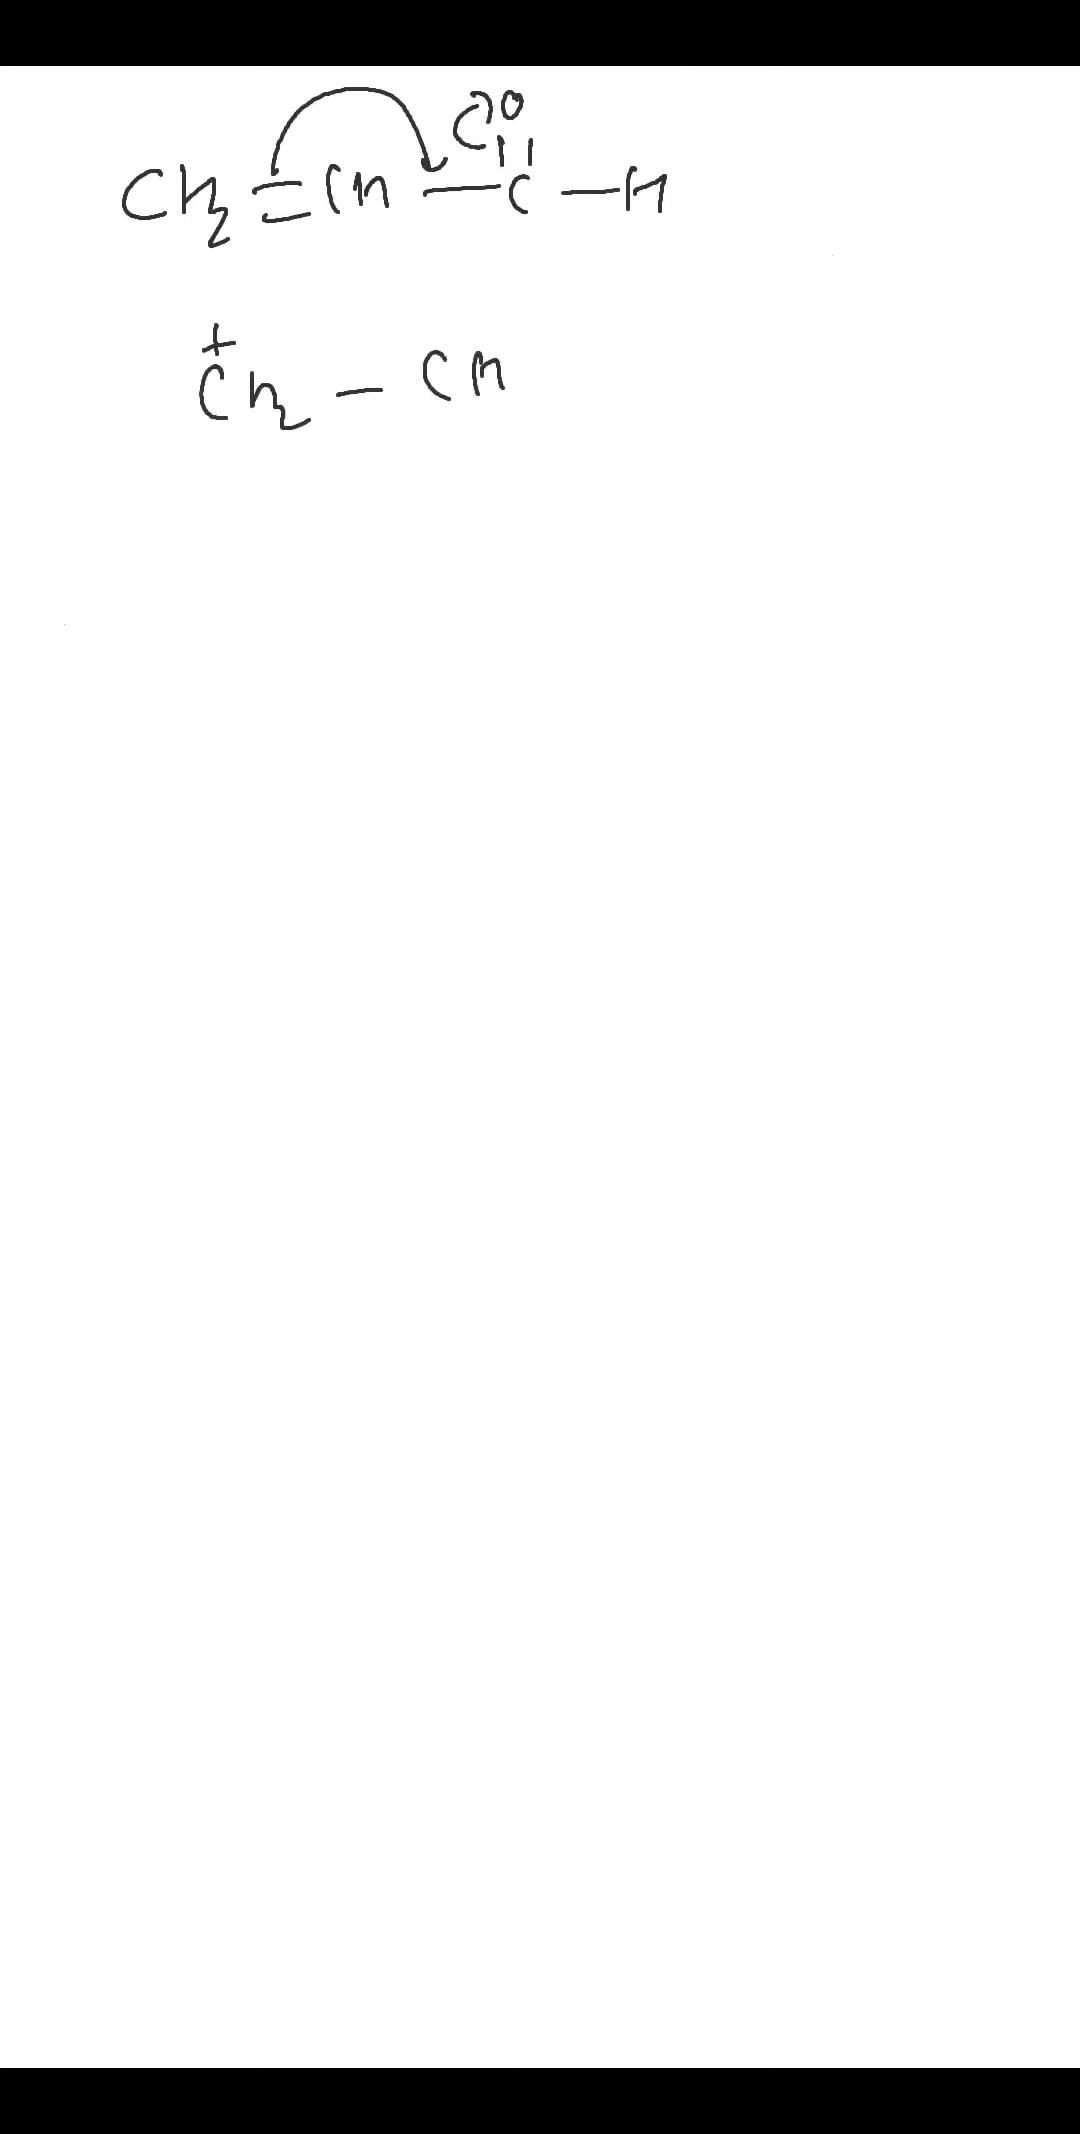 O
CH2 = CH — C — H
+
CH2 — CH